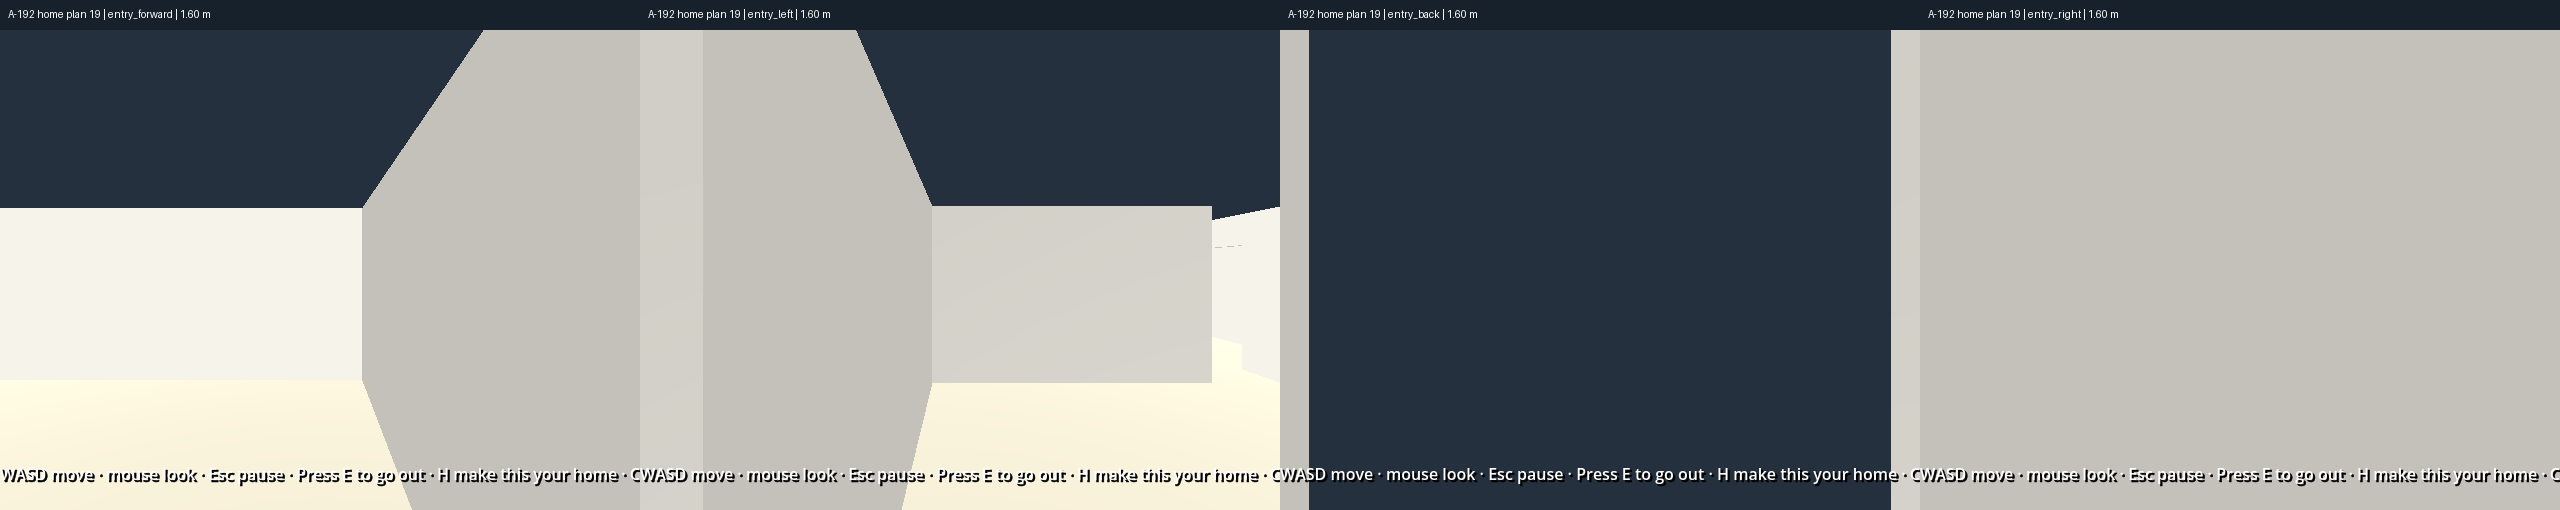 A-192 home plan 19 | entry_forward | 1.60 m
A-192 home plan 19 | entry_left | 1.60 m
A-192 home plan 19 | entry_back | 1.60 m
A-192 home plan 19 | entry_right | 1.60 m
WASD move · mouse look · Esc pause · Press E to go out · H make this your home · C
WASD move · mouse look · Esc pause · Press E to go out · H make this your home · C
WASD move · mouse look · Esc pause · Press E to go out · H make this your home · C
WASD move · mouse look · Esc pause · Press E to go out · H make this your home · C